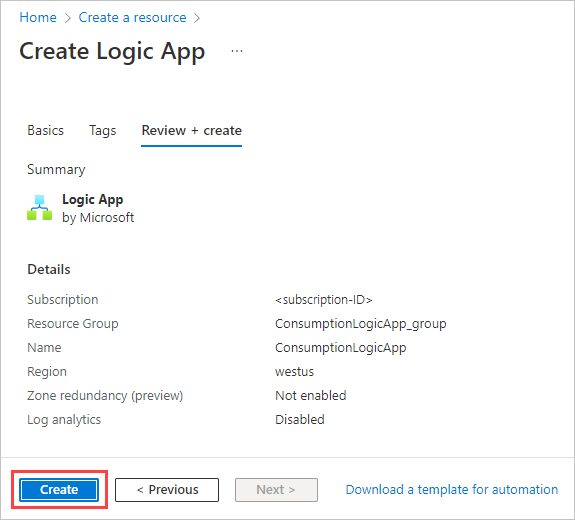 Home > Create a resource >
Create Logic App ...
Basics Tags Review + create
Summary
Logic App
by Microsoft
Details
Subscription <subscription-ID>
Resource Group ConsumptionLogicApp_group
Name ConsumptionLogicApp
Region westus
Zone redundancy (preview) Not enabled
Log analytics Disabled
Create < Previous Next > Download a template for automation